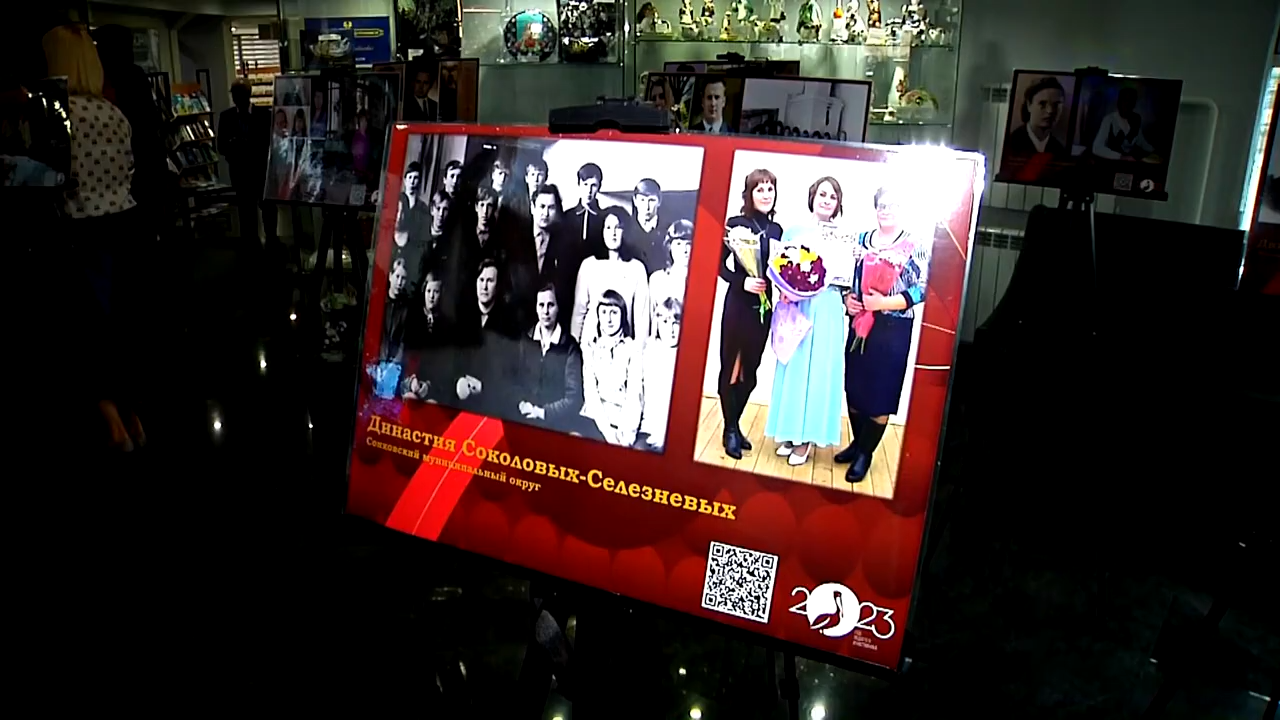 Династия Соколовых-Селезневых
Сонковский муниципальный округ
2023